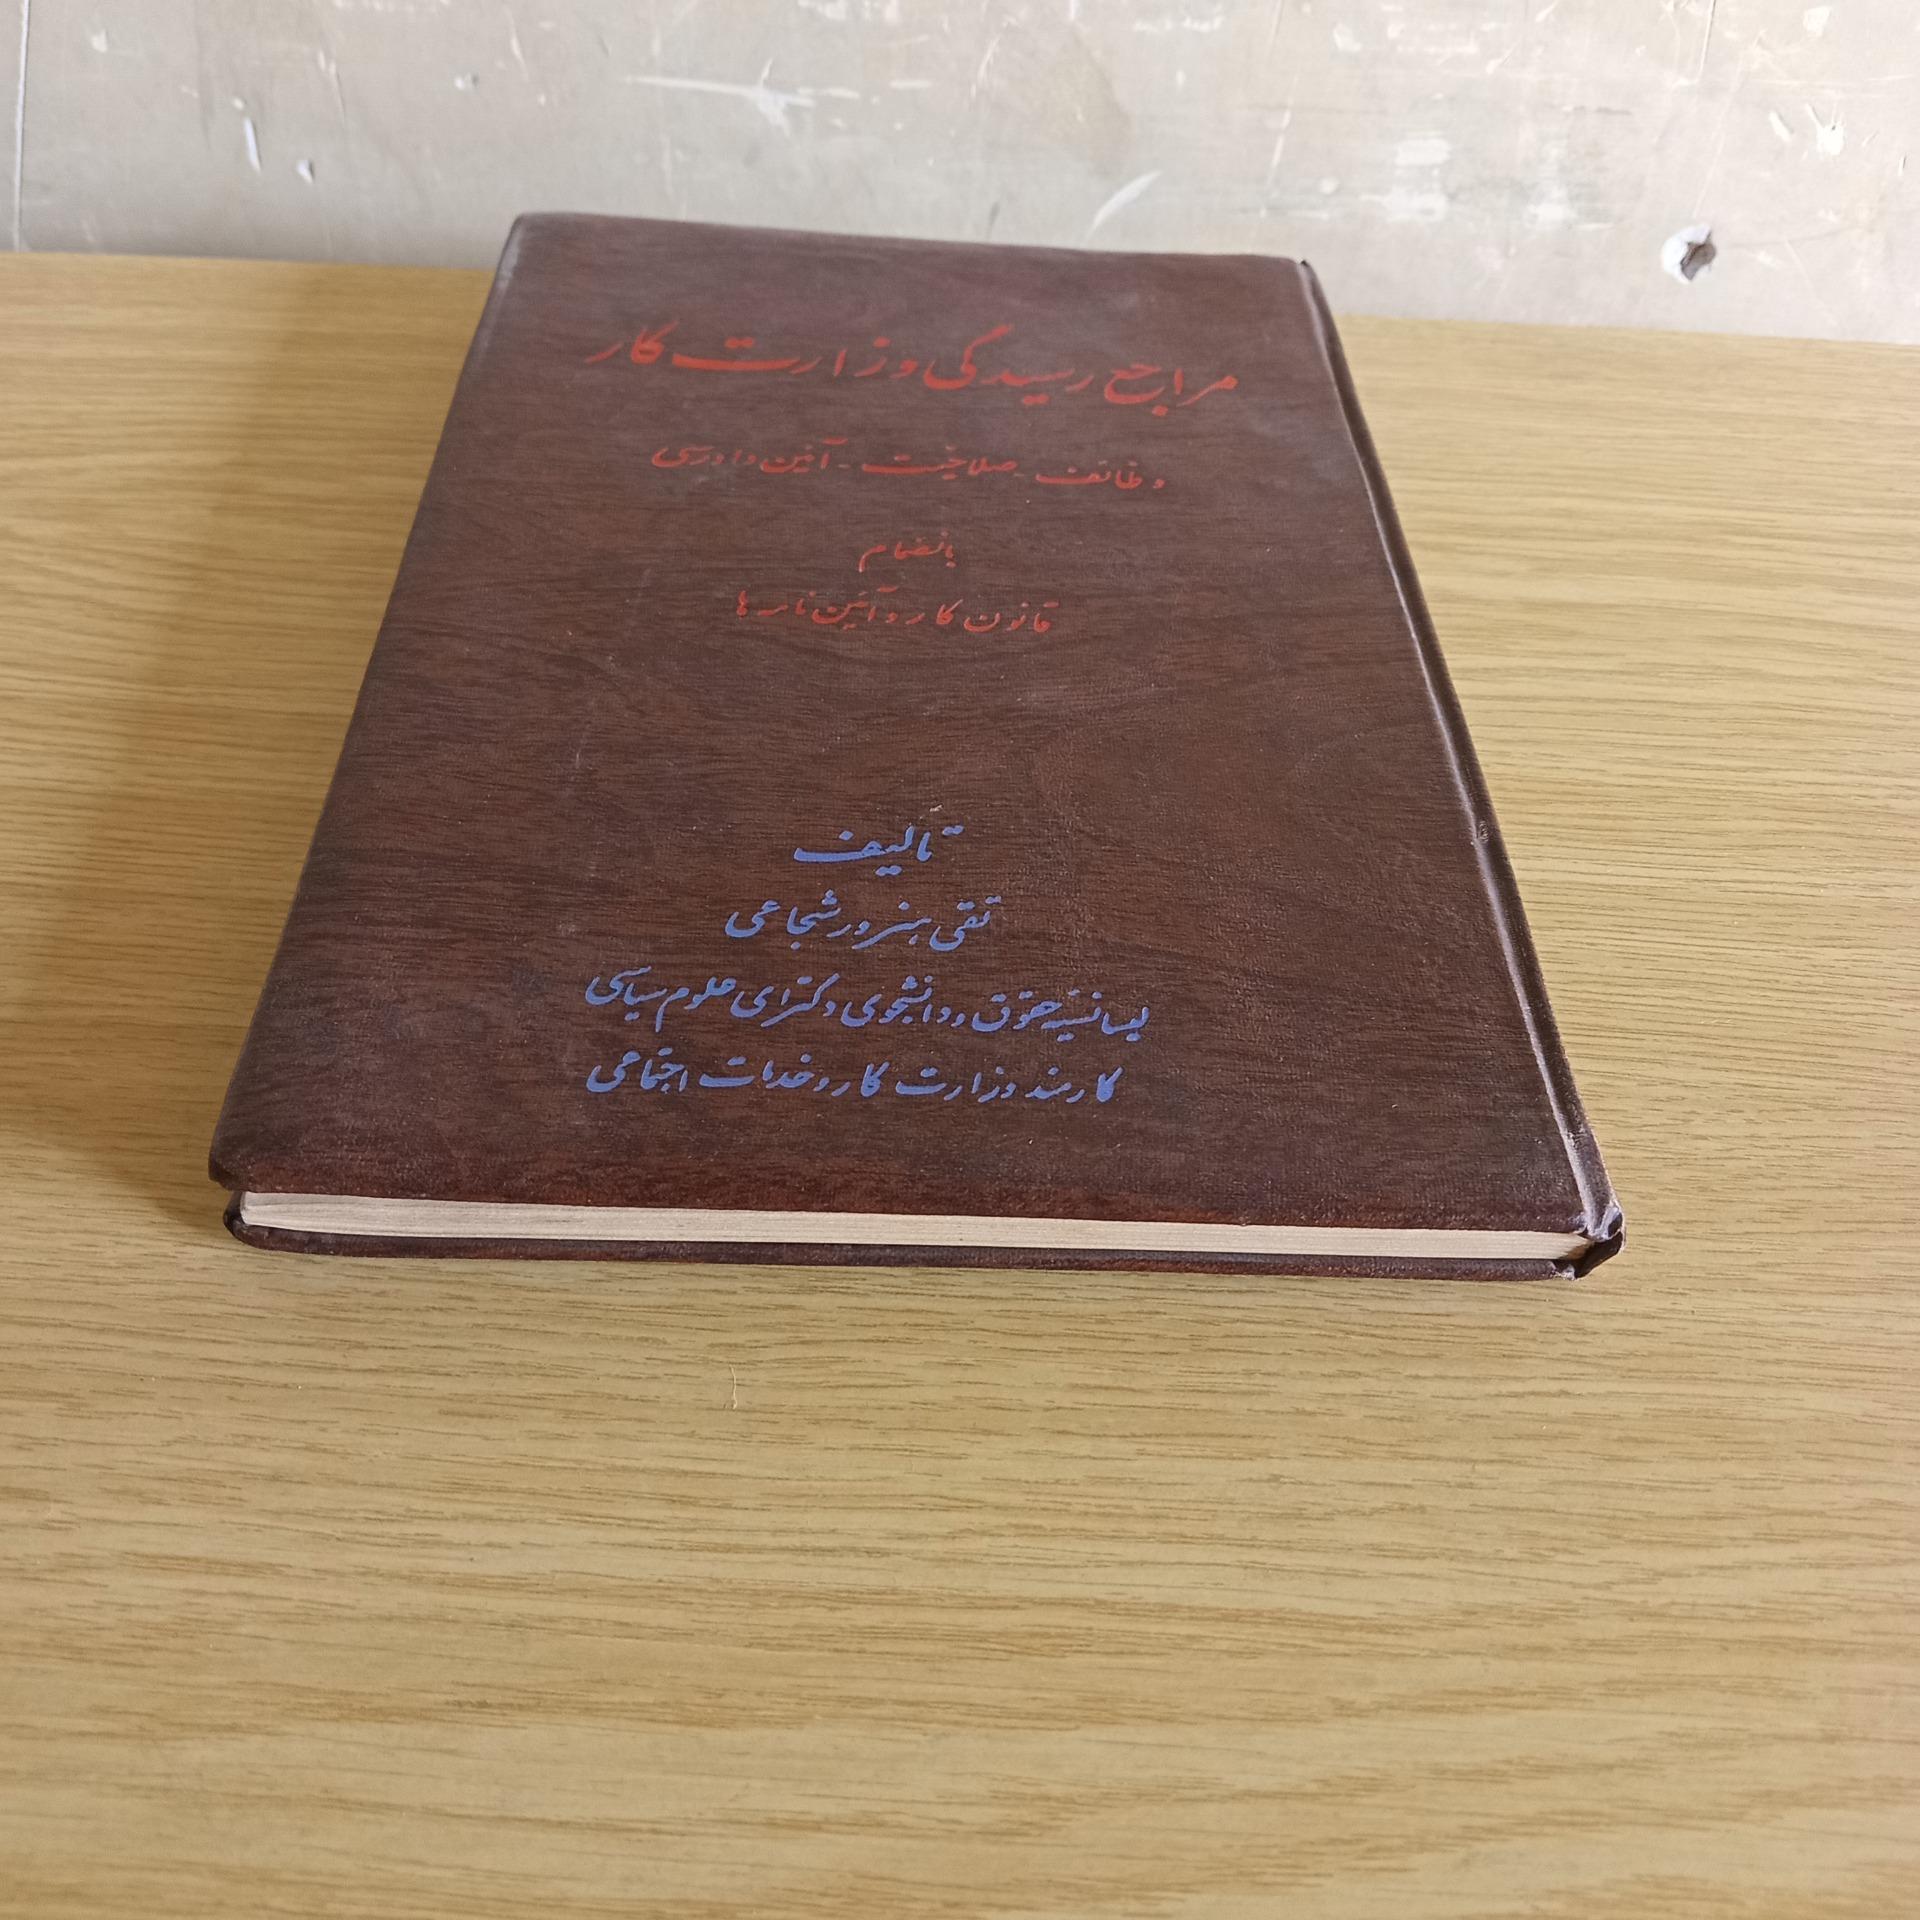 مراجع رسیدگی وزارت کار
وظائف - صلاحیت - آئین دادرسی
بانضمام
قانون کار و آئین نامه ها
تألیف
تقی هنرور شجاعی
لیسانسیه حقوق و دانشجوی دکترای علوم سیاسی
کارمند وزارت کار و خدمات اجتماعی